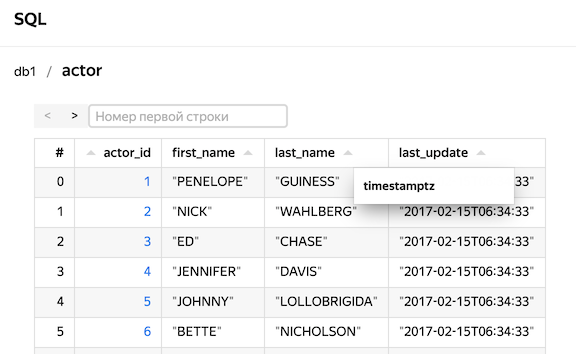 SQL
db1 / actor
< > Номер первой строки
# actor_id first_name last_name last_update
0 1 "PENELOPE" "GUINESS" 33"
timestamptz
1 2 "NICK" "WAHLBERG" "2017-02-15T06:34:33"
2 3 "ED" "CHASE" "2017-02-15T06:34:33"
3 4 "JENNIFER" "DAVIS" "2017-02-15T06:34:33"
4 5 "JOHNNY" "LOLLOBRIGIDA" "2017-02-15T06:34:33"
5 6 "BETTE" "NICHOLSON" "2017-02-15T06:34:33"